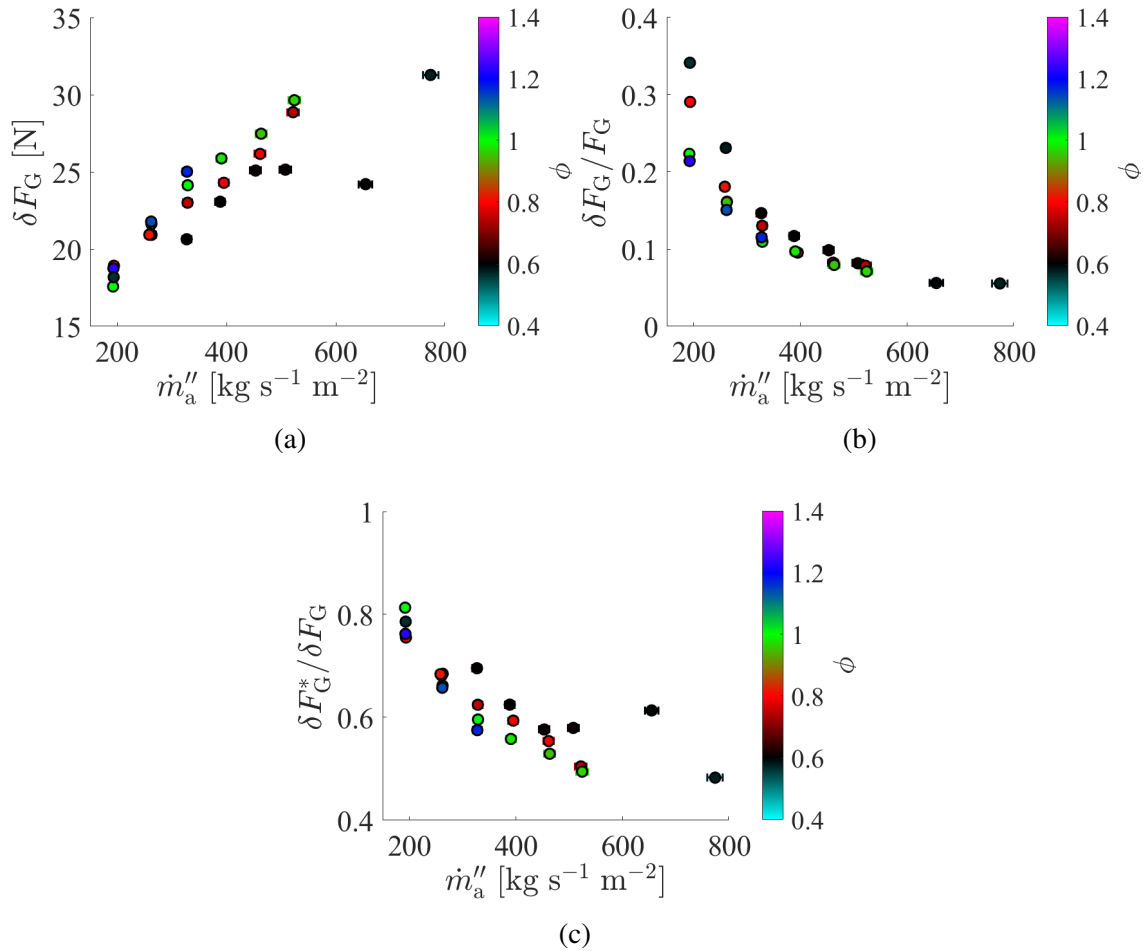 35
30
25
20
15
δF_G [N]
200 400 600 800
ṁ″_a [kg s⁻¹ m⁻²]
1.4
1.2
1
0.8
0.6
0.4
ϕ
(a)
0.4
0.3
0.2
0.1
0
δF_G/F_G
200 400 600 800
ṁ″_a [kg s⁻¹ m⁻²]
1.4
1.2
1
0.8
0.6
0.4
ϕ
(b)
1
0.8
0.6
0.4
δF*_G/δF_G
200 400 600 800
ṁ″_a [kg s⁻¹ m⁻²]
1.4
1.2
1
0.8
0.6
0.4
ϕ
(c)